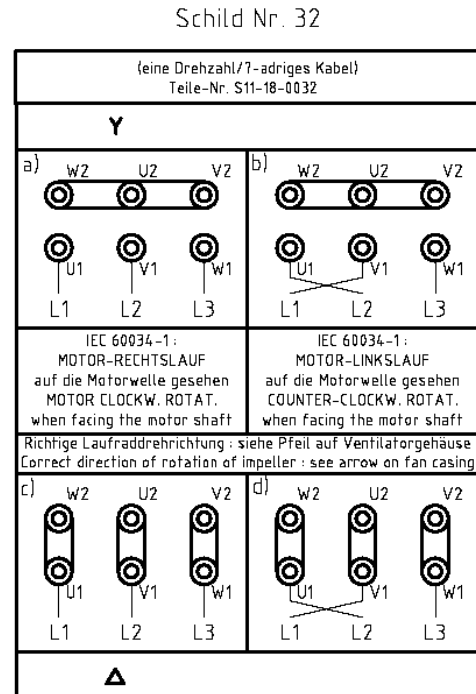 Schild Nr. 32
(eine Drehzahl/7-adriges Kabel)
Teile-Nr. S11-18-0032
Y
a) W2 U2 V2
U1 V1 W1
L1 L2 L3
b) W2 U2 V2
U1 V1 W1
L1 L2 L3
IEC 60034-1:
MOTOR-RECHTSLAUF
auf die Motorwelle gesehen
MOTOR CLOCKW. ROTAT.
when facing the motor shaft
IEC 60034-1:
MOTOR-LINKSLAUF
auf die Motorwelle gesehen
COUNTER-CLOCKW. ROTAT.
when facing the motor shaft
Richtige Laufraddrehrichtung : siehe Pfeil auf Ventilatorgehäuse
Correct direction of rotation of impeller : see arrow on fan casing
c) W2 U2 V2
U1 V1 W1
L1 L2 L3
d) W2 U2 V2
U1 V1 W1
L1 L2 L3
Δ